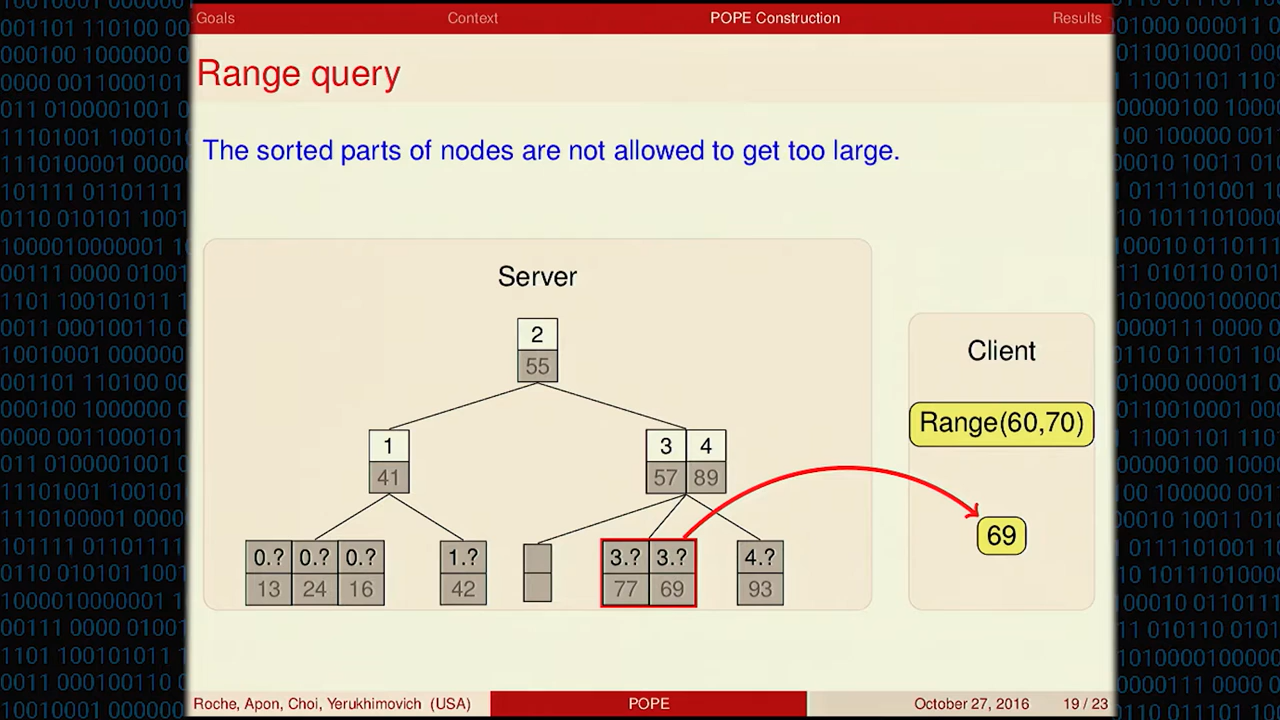 Goals Context POPE Construction Results
Range query
The sorted parts of nodes are not allowed to get too large.
Server
2
55
Client
Range(60,70)
1
41
3 4
57 89
69
0.? 0.? 0.?
13 24 16
1.?
42
3.? 3.?
77 69
4.?
93
Roche, Apon, Choi, Yerukhimovich (USA) POPE October 27, 2016 19 / 23